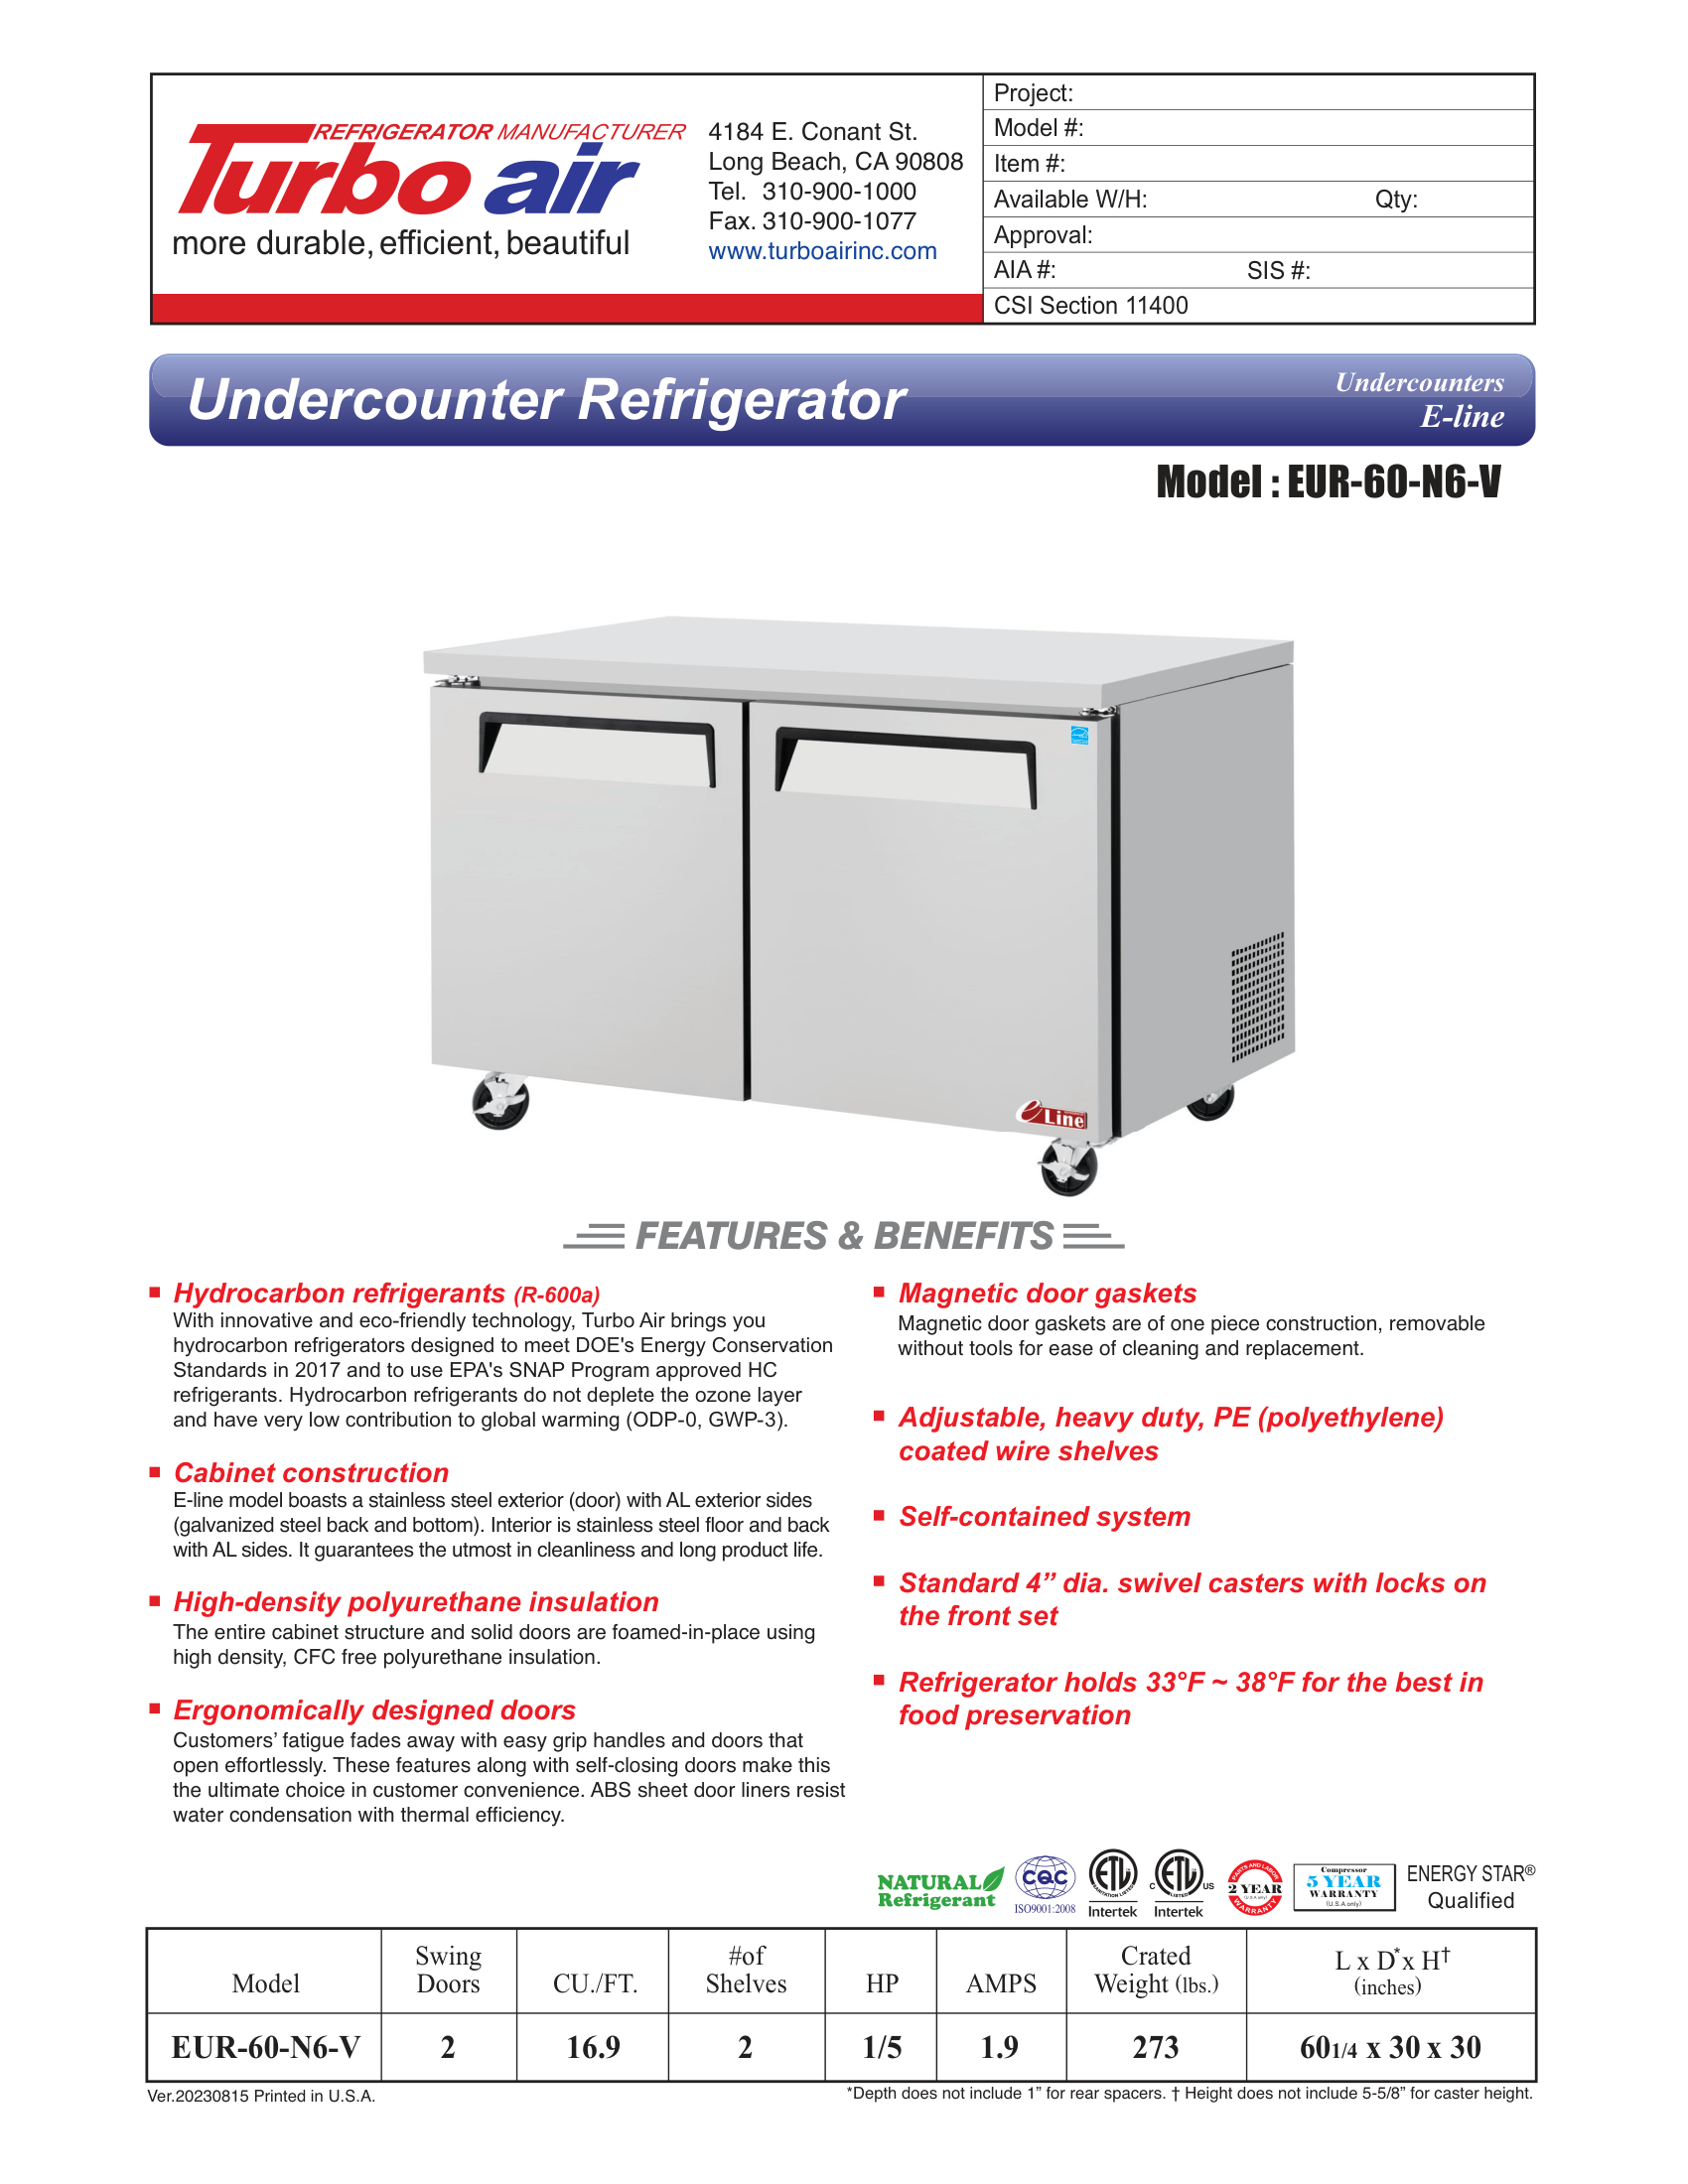 REFRIGERATOR MANUFACTURER
Turbo air
more durable, efficient, beautiful
4184 E. Conant St.
Long Beach, CA 90808
Tel. 310-900-1000
Fax. 310-900-1077
www.turboairinc.com
Project:
Model #:
Item #:
Available W/H: Qty:
Approval:
AIA #: SIS #:
CSI Section 11400
Undercounter Refrigerator
Undercounters
E-line
Model : EUR-60-N6-V
e Line
FEATURES & BENEFITS
■ Hydrocarbon refrigerants (R-600a)
With innovative and eco-friendly technology, Turbo Air brings you
hydrocarbon refrigerators designed to meet DOE's Energy Conservation
Standards in 2017 and to use EPA's SNAP Program approved HC
refrigerants. Hydrocarbon refrigerants do not deplete the ozone layer
and have very low contribution to global warming (ODP-0, GWP-3).
■ Cabinet construction
E-line model boasts a stainless steel exterior (door) with AL exterior sides
(galvanized steel back and bottom). Interior is stainless steel floor and back
with AL sides. It guarantees the utmost in cleanliness and long product life.
■ High-density polyurethane insulation
The entire cabinet structure and solid doors are foamed-in-place using
high density, CFC free polyurethane insulation.
■ Ergonomically designed doors
Customers' fatigue fades away with easy grip handles and doors that
open effortlessly. These features along with self-closing doors make this
the ultimate choice in customer convenience. ABS sheet door liners resist
water condensation with thermal efficiency.
■ Magnetic door gaskets
Magnetic door gaskets are of one piece construction, removable
without tools for ease of cleaning and replacement.
■ Adjustable, heavy duty, PE (polyethylene)
coated wire shelves
■ Self-contained system
■ Standard 4” dia. swivel casters with locks on
the front set
■ Refrigerator holds 33°F ~ 38°F for the best in
food preservation
NATURAL
Refrigerant
CQC
ISO9001:2008
ETL
SANITATION LISTED
Intertek
C ETL US
LISTED
Intertek
PARTS AND LABOR
2 YEAR
(U.S.A only)
WARRANTY
Compressor
5 YEAR
WARRANTY
(U.S.A only)
ENERGY STAR®
Qualified
Model Swing Doors CU./FT. #of Shelves HP AMPS Crated Weight (lbs.) L x D* x H† (inches)
EUR-60-N6-V 2 16.9 2 1/5 1.9 273 60 1/4 x 30 x 30
Ver.20230815 Printed in U.S.A.
*Depth does not include 1” for rear spacers. † Height does not include 5-5/8” for caster height.